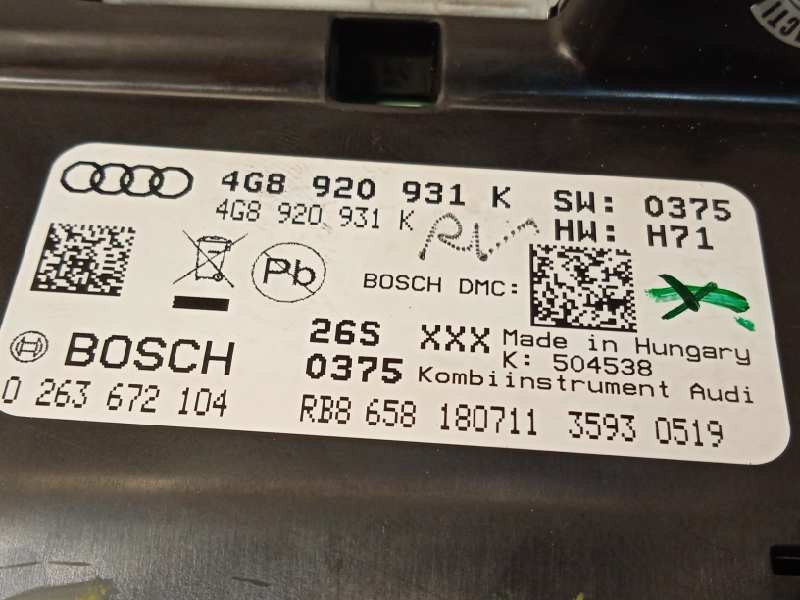 4G8 920 931 K SW: 0375
4G8 920 931 K HW: H71
Pb
BOSCH DMC:
26S XXX Made in Hungary
BOSCH K: 504538
0375 Kombiinstrument Audi
0 263 672 104 RB8 658 180711 3593 0519